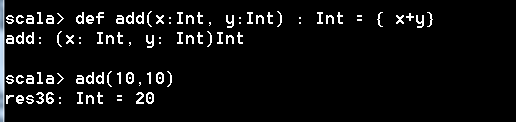 scala> def add(x:Int, y:Int) : Int = { x+y}
add: (x: Int, y: Int)Int
scala> add(10,10)
res36: Int = 20